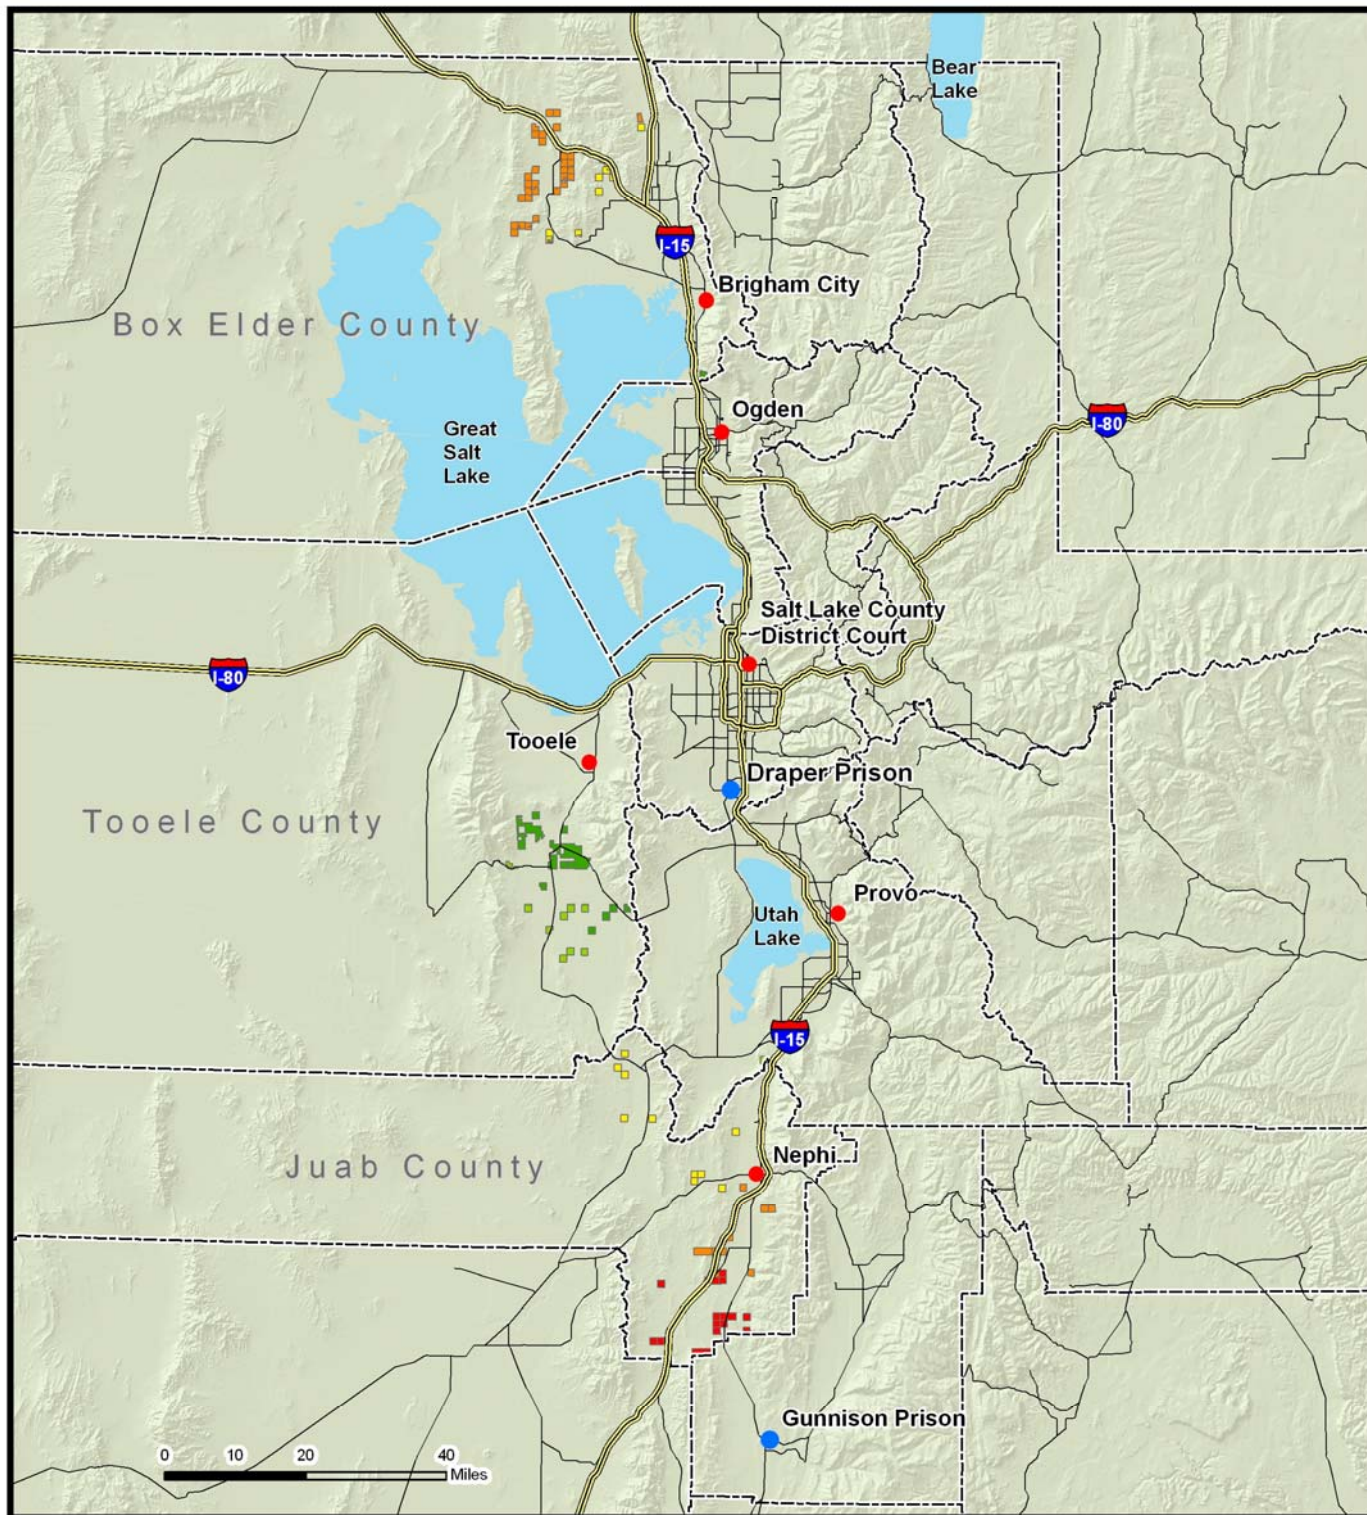 Bear
Lake
I-15
Brigham City
Box Elder County
Ogden
I-80
Great
Salt
Lake
Salt Lake County
District Court
I-80
Tooele
Draper Prison
Tooele County
Provo
Utah
Lake
I-15
Nephi
Juab County
Gunnison Prison
0 10 20 40
Miles